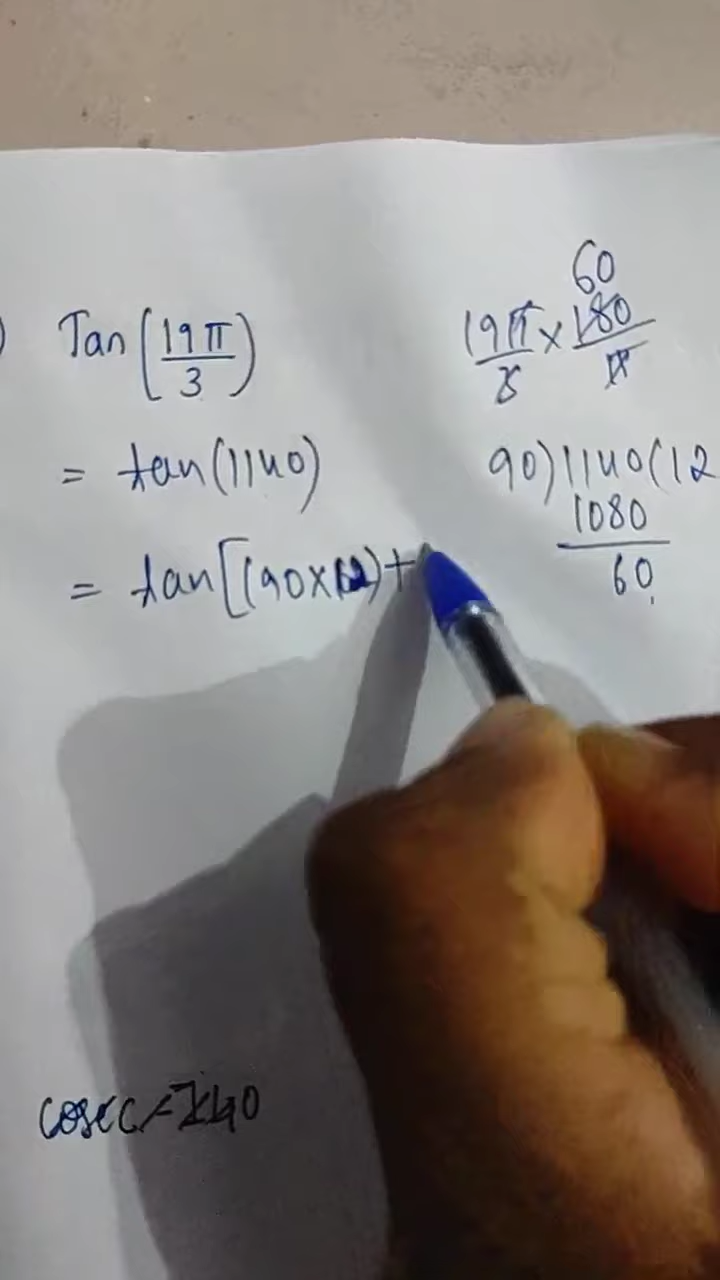 ) Tan(19π/3)
= tan(1140)
= tan[(90×12)+
60
19π/3 × 180/π
90)1140(12
1080
60
cosec